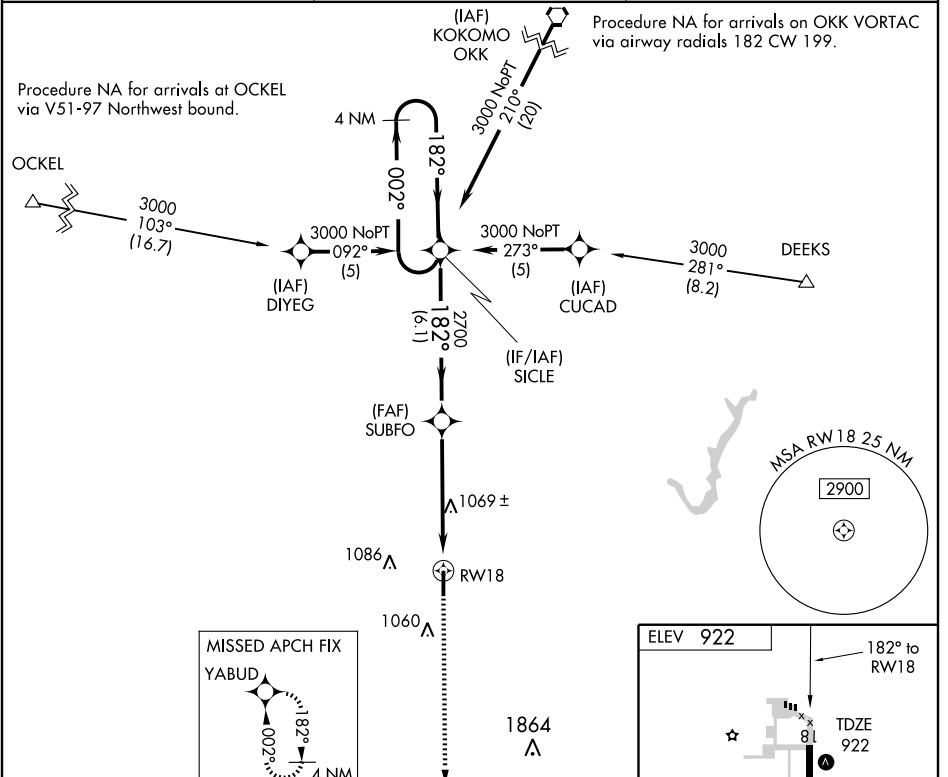 (IAF)
KOKOMO
OKK
Procedure NA for arrivals on OKK VORTAC
via airway radials 182 CW 199.
Procedure NA for arrivals at OCKEL
via V51-97 Northwest bound.
3000 NoPT
210°
(20)
4 NM
182°
002°
OCKEL
3000
103°
(16.7)
3000 NoPT
092°
(5)
3000 NoPT
273°
(5)
3000
281°
(8.2)
DEEKS
(IAF)
DIYEG
(IAF)
CUCAD
2700
182°
(6.1)
(IF/IAF)
SICLE
(FAF)
SUBFO
MSA RW18 25 NM
2900
1069 ±
1086
RW18
1060
MISSED APCH FIX
YABUD
182°
002°
4 NM
1864
ELEV 922
182° to
RW18
x
x
18
TDZE
922
A